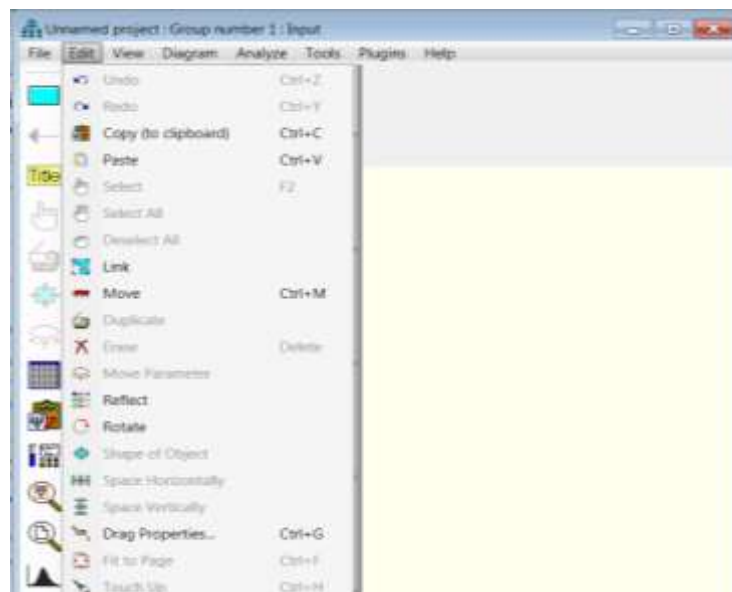 Unnamed project : Group number 1 : Input
File Edit View Diagram Analyze Tools Plugins Help
Undo Ctrl+Z
Redo Ctrl+Y
Copy (to clipboard) Ctrl+C
Paste Ctrl+V
Title
Select F2
Select All
Deselect All
Link
Move Ctrl+M
Duplicate
Erase Delete
Move Parameter
Reflect
Rotate
Shape of Object
Space Horizontally
Space Vertically
Drag Properties... Ctrl+G
Fit to Page Ctrl+F
Touch Up Ctrl+H